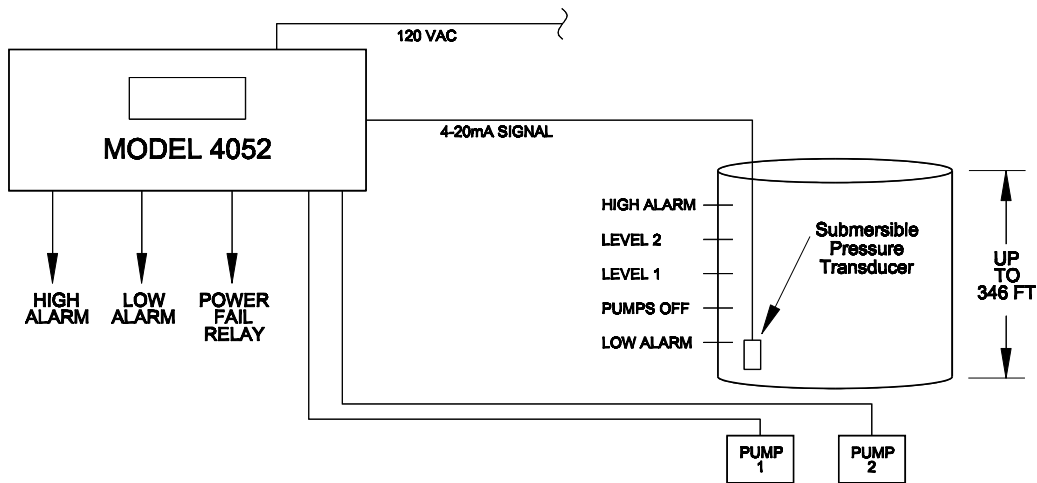 120 VAC
MODEL 4052
4-20mA SIGNAL
HIGH
ALARM
LOW
ALARM
POWER
FAIL
RELAY
HIGH ALARM
LEVEL 2
LEVEL 1
PUMPS OFF
LOW ALARM
Submersible
Pressure
Transducer
UP
TO
346 FT
PUMP
1
PUMP
2